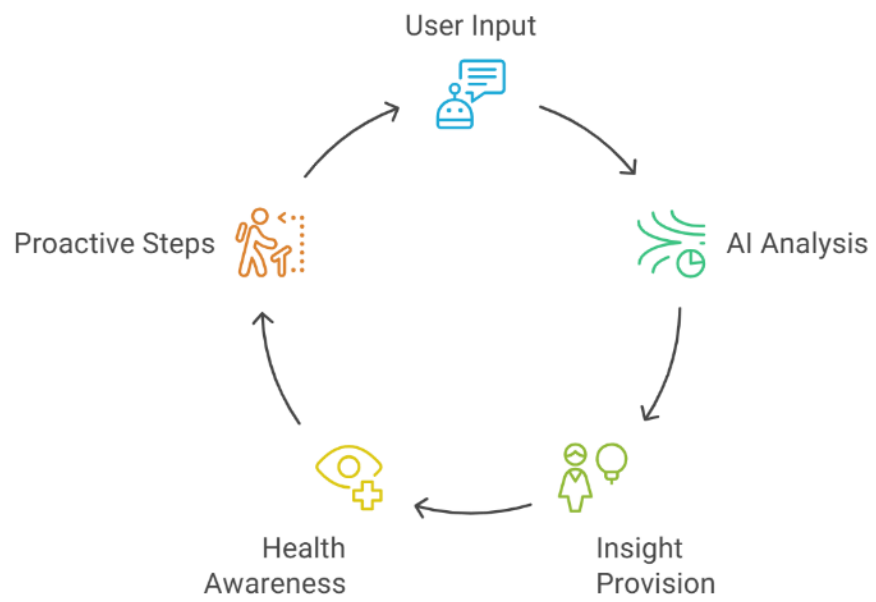 User Input
AI Analysis
Insight
Provision
Health
Awareness
Proactive Steps